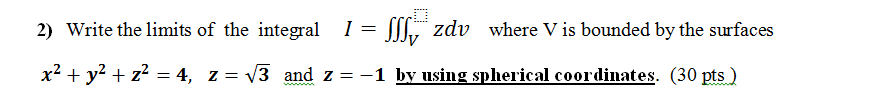 2) Write the limits of the integral I = ∭_V zdv where V is bounded by the surfaces
x² + y² + z² = 4, z = √3 and z = −1 by using spherical coordinates. (30 pts.)